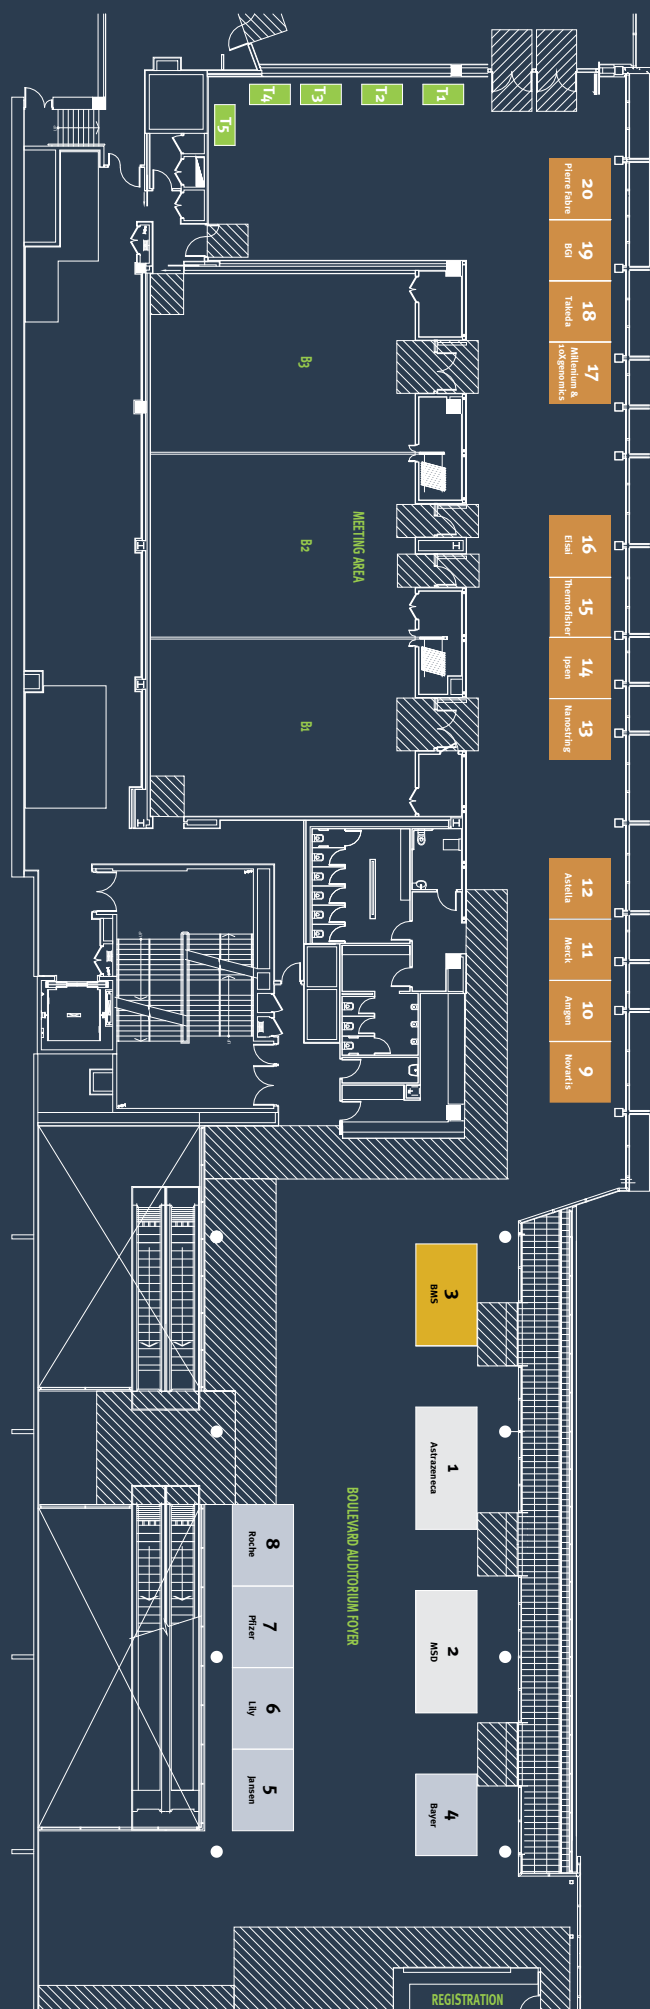 T4
T3
T2
T1
T5
20
Pierre Fabre
19
BGI
18
Takeda
17
Millenium &
10Xgenomics
B3
16
Eisai
MEETING AREA
B2
15
Thermofisher
14
Ipsen
13
Nanostring
B1
12
Astella
11
Merck
10
Amgen
9
Novartis
3
BMS
1
Astrazeneca
BOULEVARD AUDITORIUM FOYER
8
Roche
7
Pfizer
2
MSD
6
Lily
5
Jansen
4
Bayer
REGISTRATION